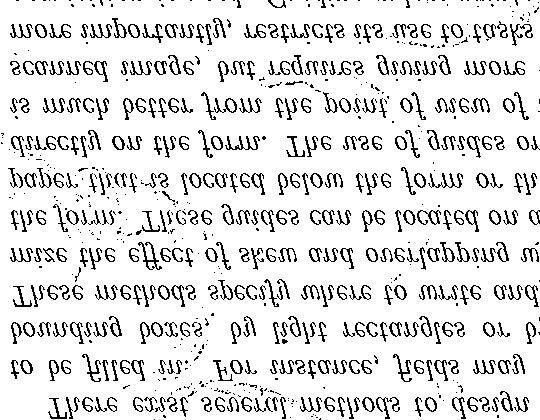 There exist several methods to design
to be filled in. For instance, fields may
bounding boxes, by light rectangles or
These methods specify where to write and,
mize the effect of skew and overlapping
the form. These guides can be located on a
paper that is located below the form or
directly on the form. The use of guides on
is much better from the point of view of
scanned image, but requires giving more
more importantly, restricts its use to tasks